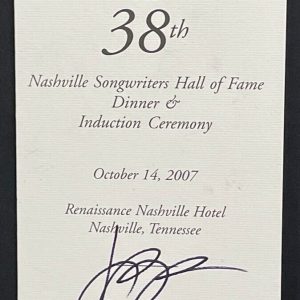 38th
Nashville Songwriters Hall of Fame
Dinner &
Induction Ceremony
October 14, 2007
Renaissance Nashville Hotel
Nashville, Tennessee